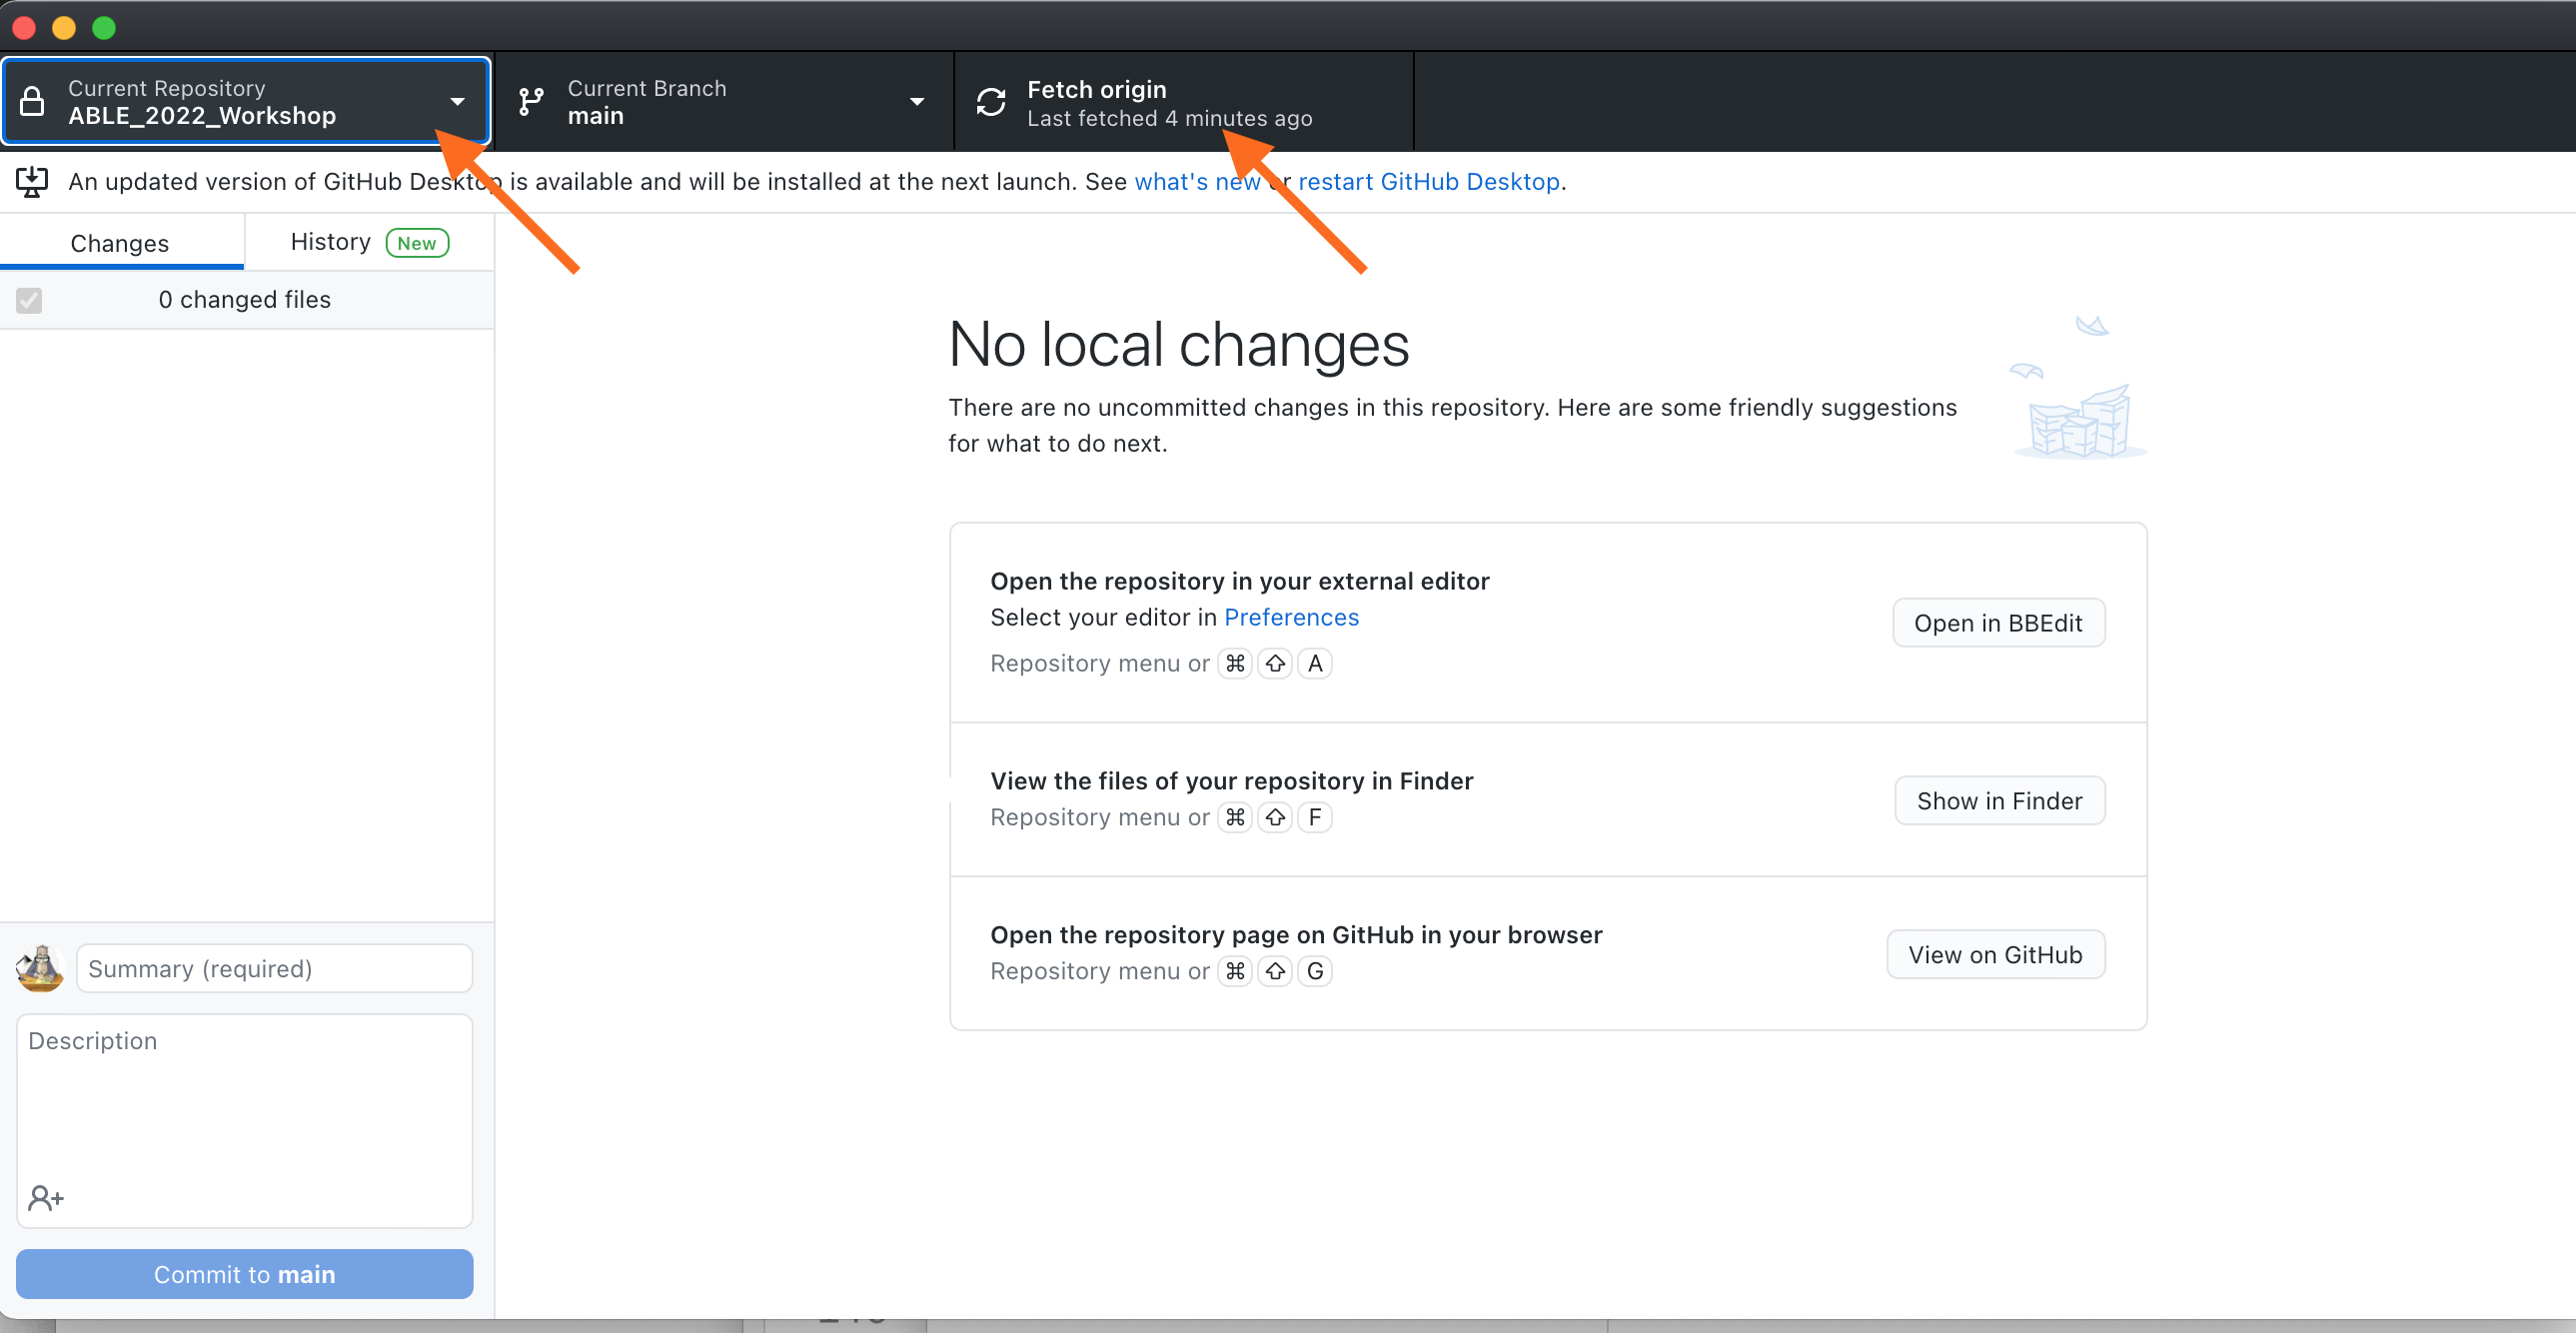 Current Repository
ABLE_2022_Workshop
Current Branch
main
Fetch origin
Last fetched 4 minutes ago
An updated version of GitHub Desktop is available and will be installed at the next launch. See what's new or restart GitHub Desktop.
Changes
History New
0 changed files
No local changes
There are no uncommitted changes in this repository. Here are some friendly suggestions
for what to do next.
Open the repository in your external editor
Select your editor in Preferences
Repository menu or ⌘ ⇧ A
Open in BBEdit
View the files of your repository in Finder
Repository menu or ⌘ ⇧ F
Show in Finder
Open the repository page on GitHub in your browser
Repository menu or ⌘ ⇧ G
View on GitHub
Summary (required)
Description
Commit to main